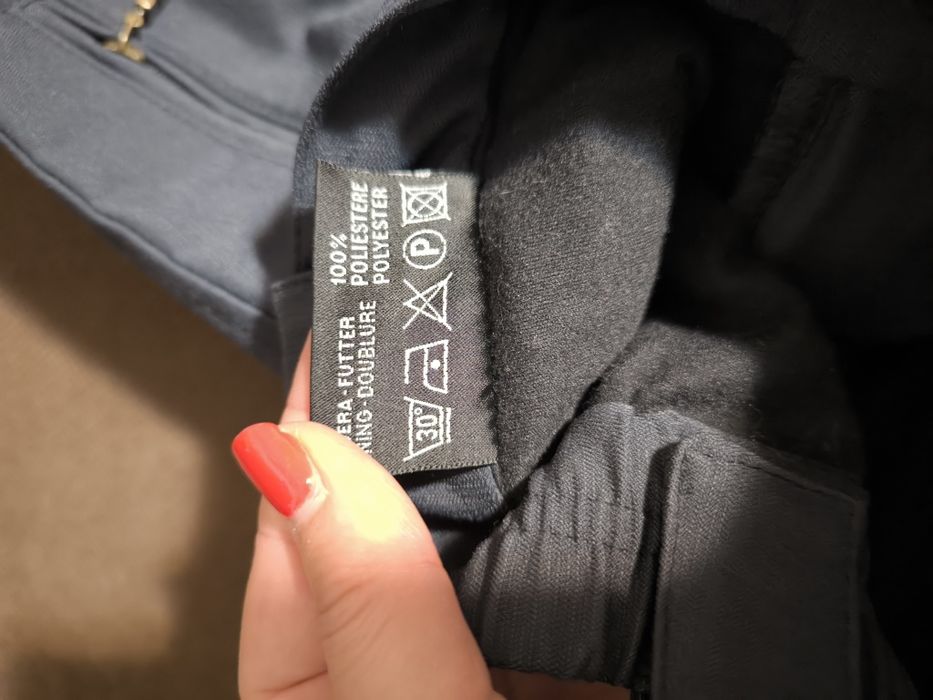 ERA-FUTTER
NING-DOUBLURE
100%
POLIESTERE
POLYESTER
30°
P